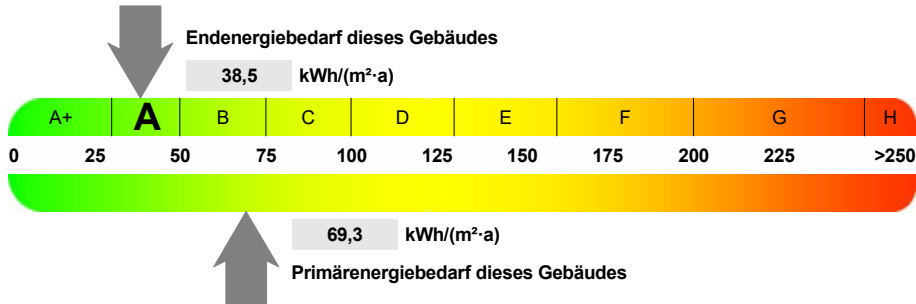 Endenergiebedarf dieses Gebäudes
38,5 kWh/(m²·a)
A+ A B C D E F G H
0 25 50 75 100 125 150 175 200 225 >250
69,3 kWh/(m²·a)
Primärenergiebedarf dieses Gebäudes